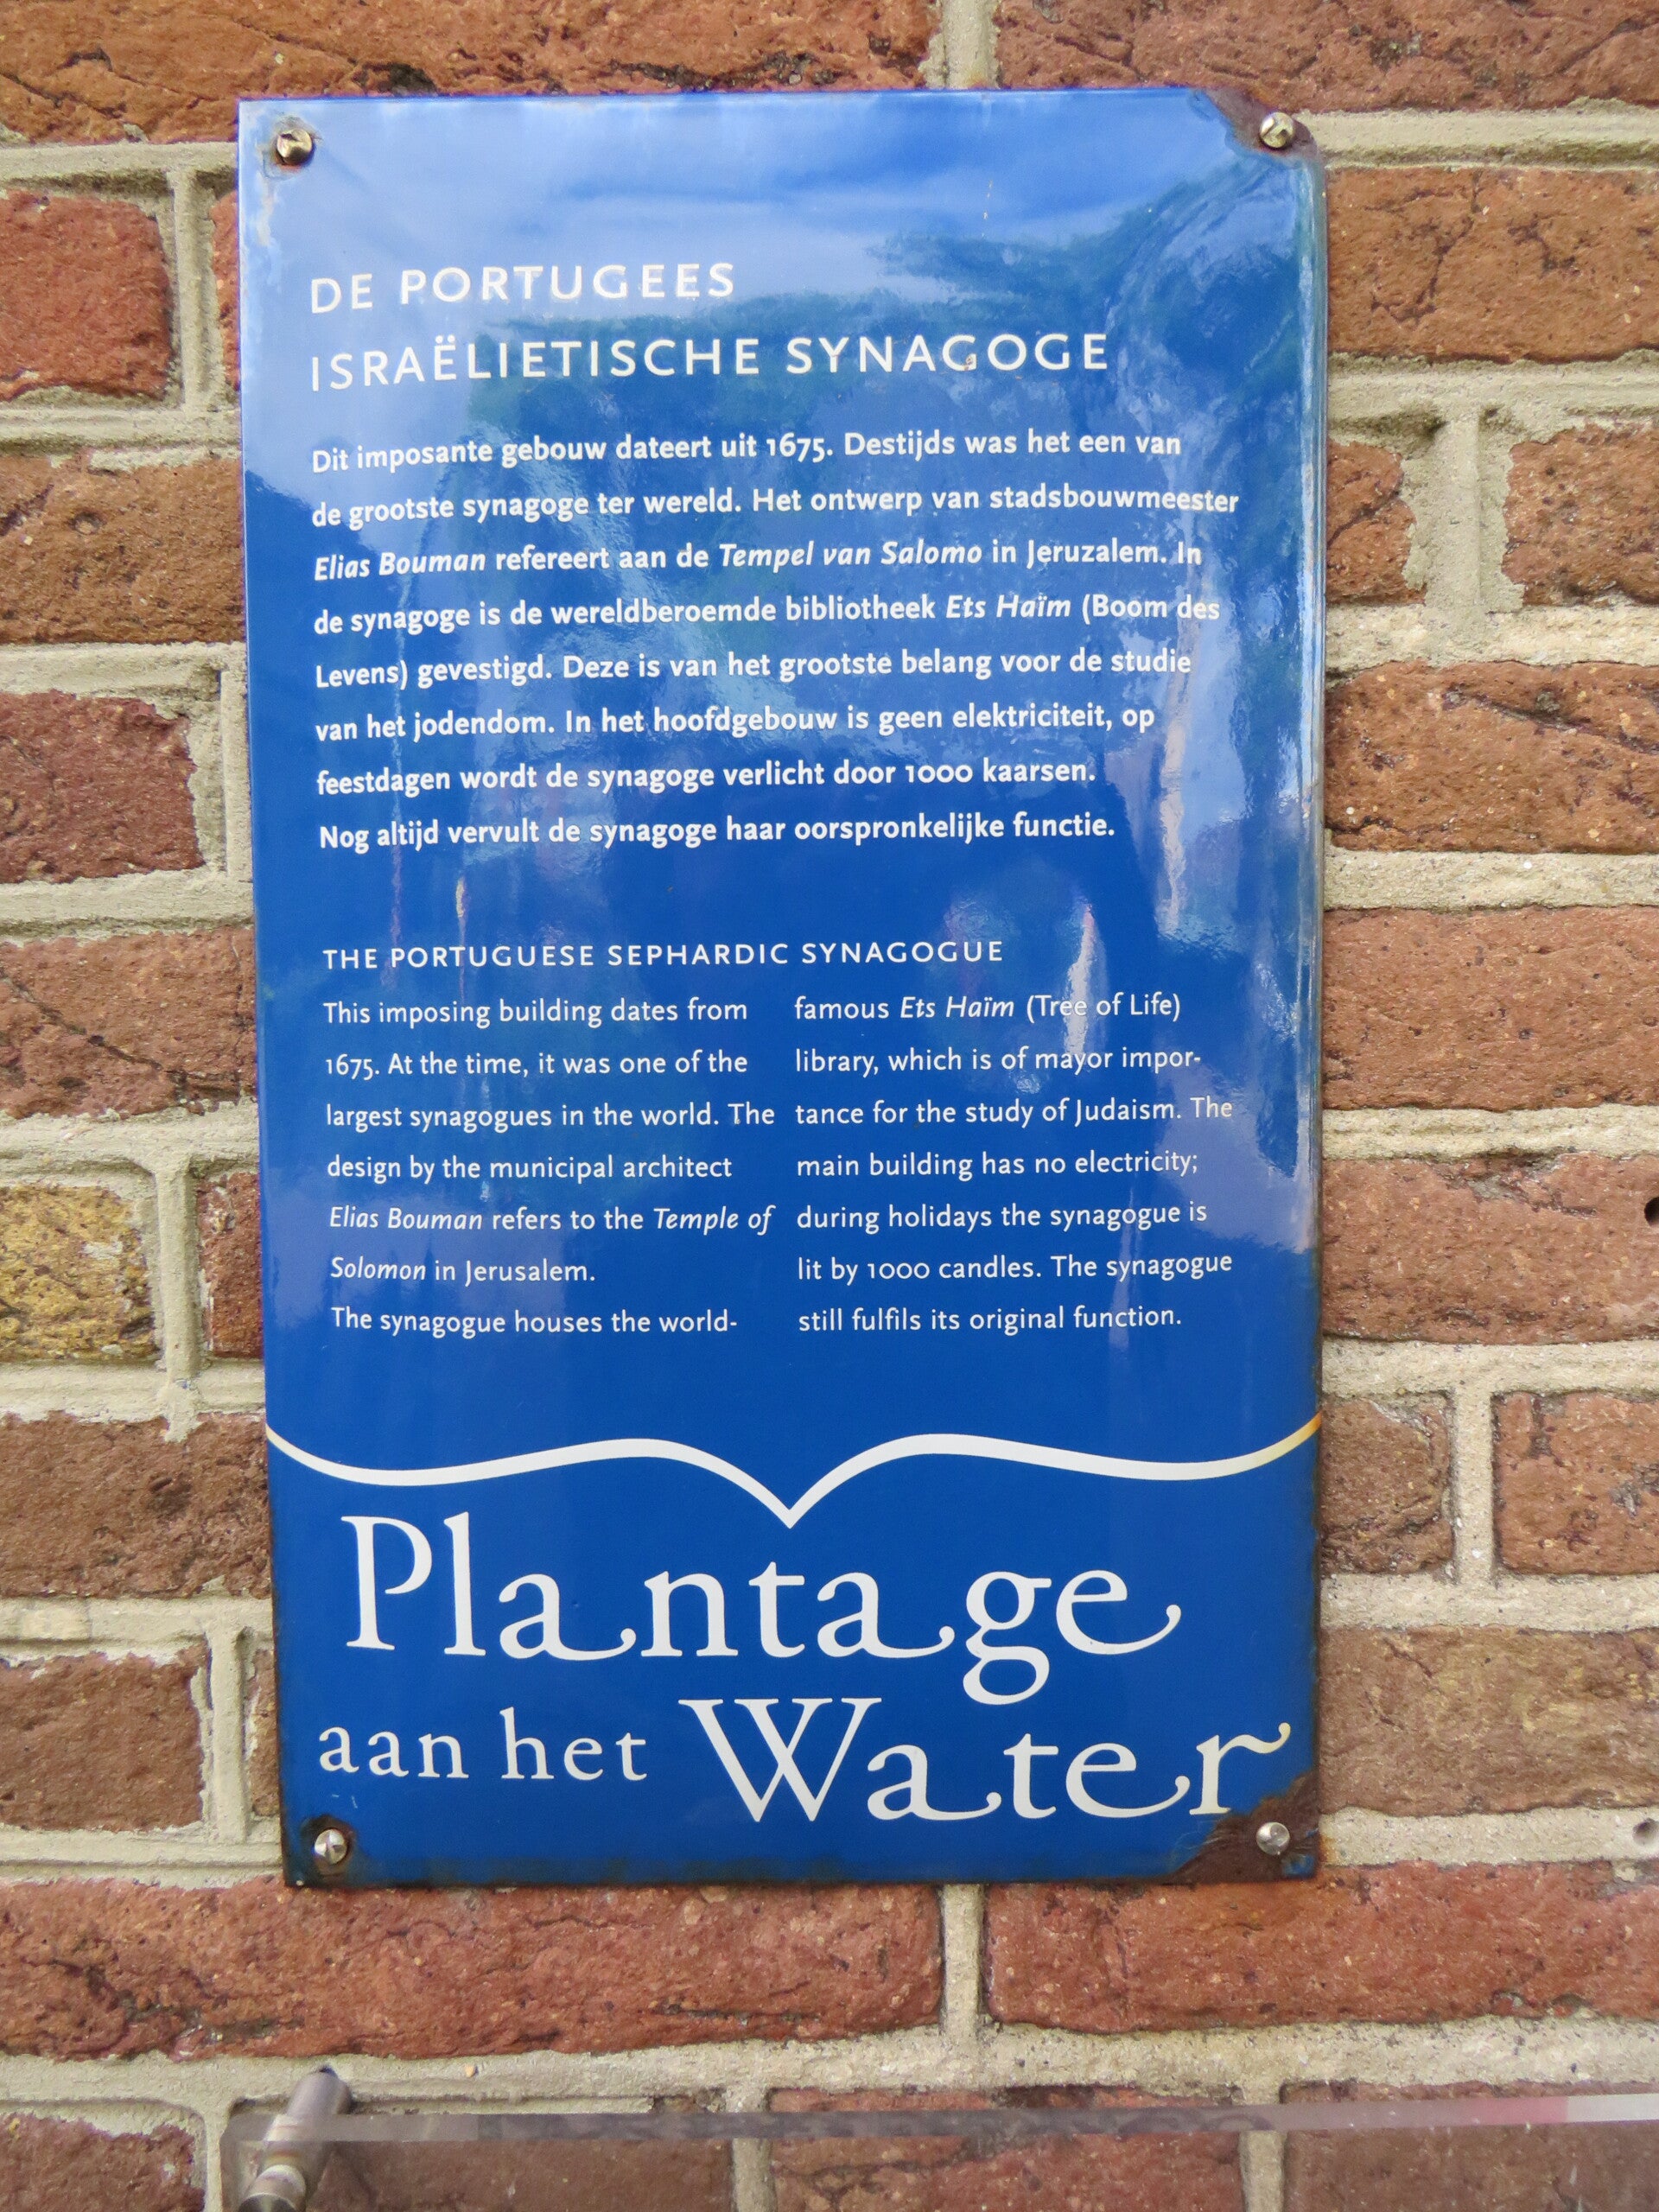 DE PORTUGEES
ISRAËLIETISCHE SYNAGOGE
Dit imposante gebouw dateert uit 1675. Destijds was het een van
de grootste synagoge ter wereld. Het ontwerp van stadsbouwmeester
Elias Bouman refereert aan de Tempel van Salomo in Jeruzalem. In
de synagoge is de wereldberoemde bibliotheek Ets Haïm (Boom des
Levens) gevestigd. Deze is van het grootste belang voor de studie
van het jodendom. In het hoofdgebouw is geen elektriciteit, op
feestdagen wordt de synagoge verlicht door 1000 kaarsen.
Nog altijd vervult de synagoge haar oorspronkelijke functie.
THE PORTUGUESE SEPHARDIC SYNAGOGUE
This imposing building dates from
1675. At the time, it was one of the
largest synagogues in the world. The
design by the municipal architect
Elias Bouman refers to the Temple of
Solomon in Jerusalem.
The synagogue houses the world-
famous Ets Haïm (Tree of Life)
library, which is of mayor impor-
tance for the study of Judaism. The
main building has no electricity;
during holidays the synagogue is
lit by 1000 candles. The synagogue
still fulfils its original function.
Plantage
aan het Water